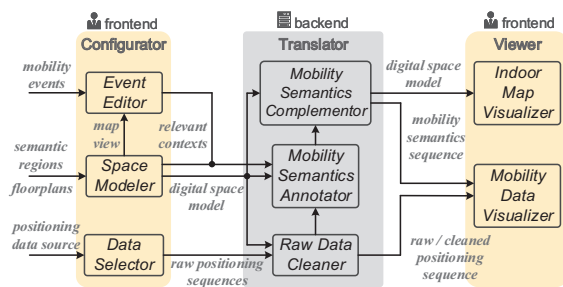 frontend
backend
frontend
Configurator
Translator
Viewer
mobility
events
Event
Editor
map
view
relevant
contexts
semantic
regions
floorplans
Space
Modeler
digital space
model
positioning
data source
Data
Selector
raw positioning
sequences
Mobility
Semantics
Complementor
Mobility
Semantics
Annotator
Raw Data
Cleaner
digital space
model
mobility
semantics
sequence
raw / cleaned
positioning
sequence
Indoor
Map
Visualizer
Mobility
Data
Visualizer